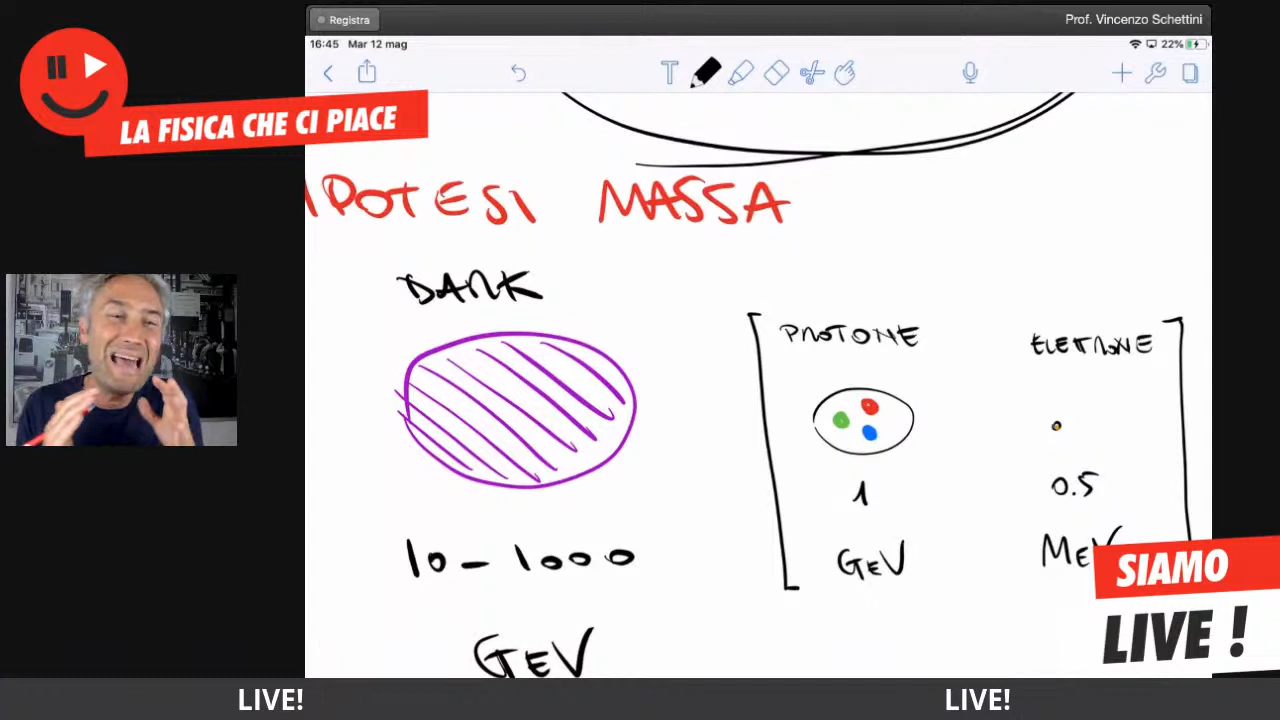 Registra
Prof. Vincenzo Schettini
16:45 Mar 12 mag
22%
LA FISICA CHE CI PIACE
IPOTESI MASSA
DARK
PROTONE
ELETTRONE
1
0.5
10-1000
GeV
MeV
GeV
SIAMO
LIVE!
LIVE!
LIVE!